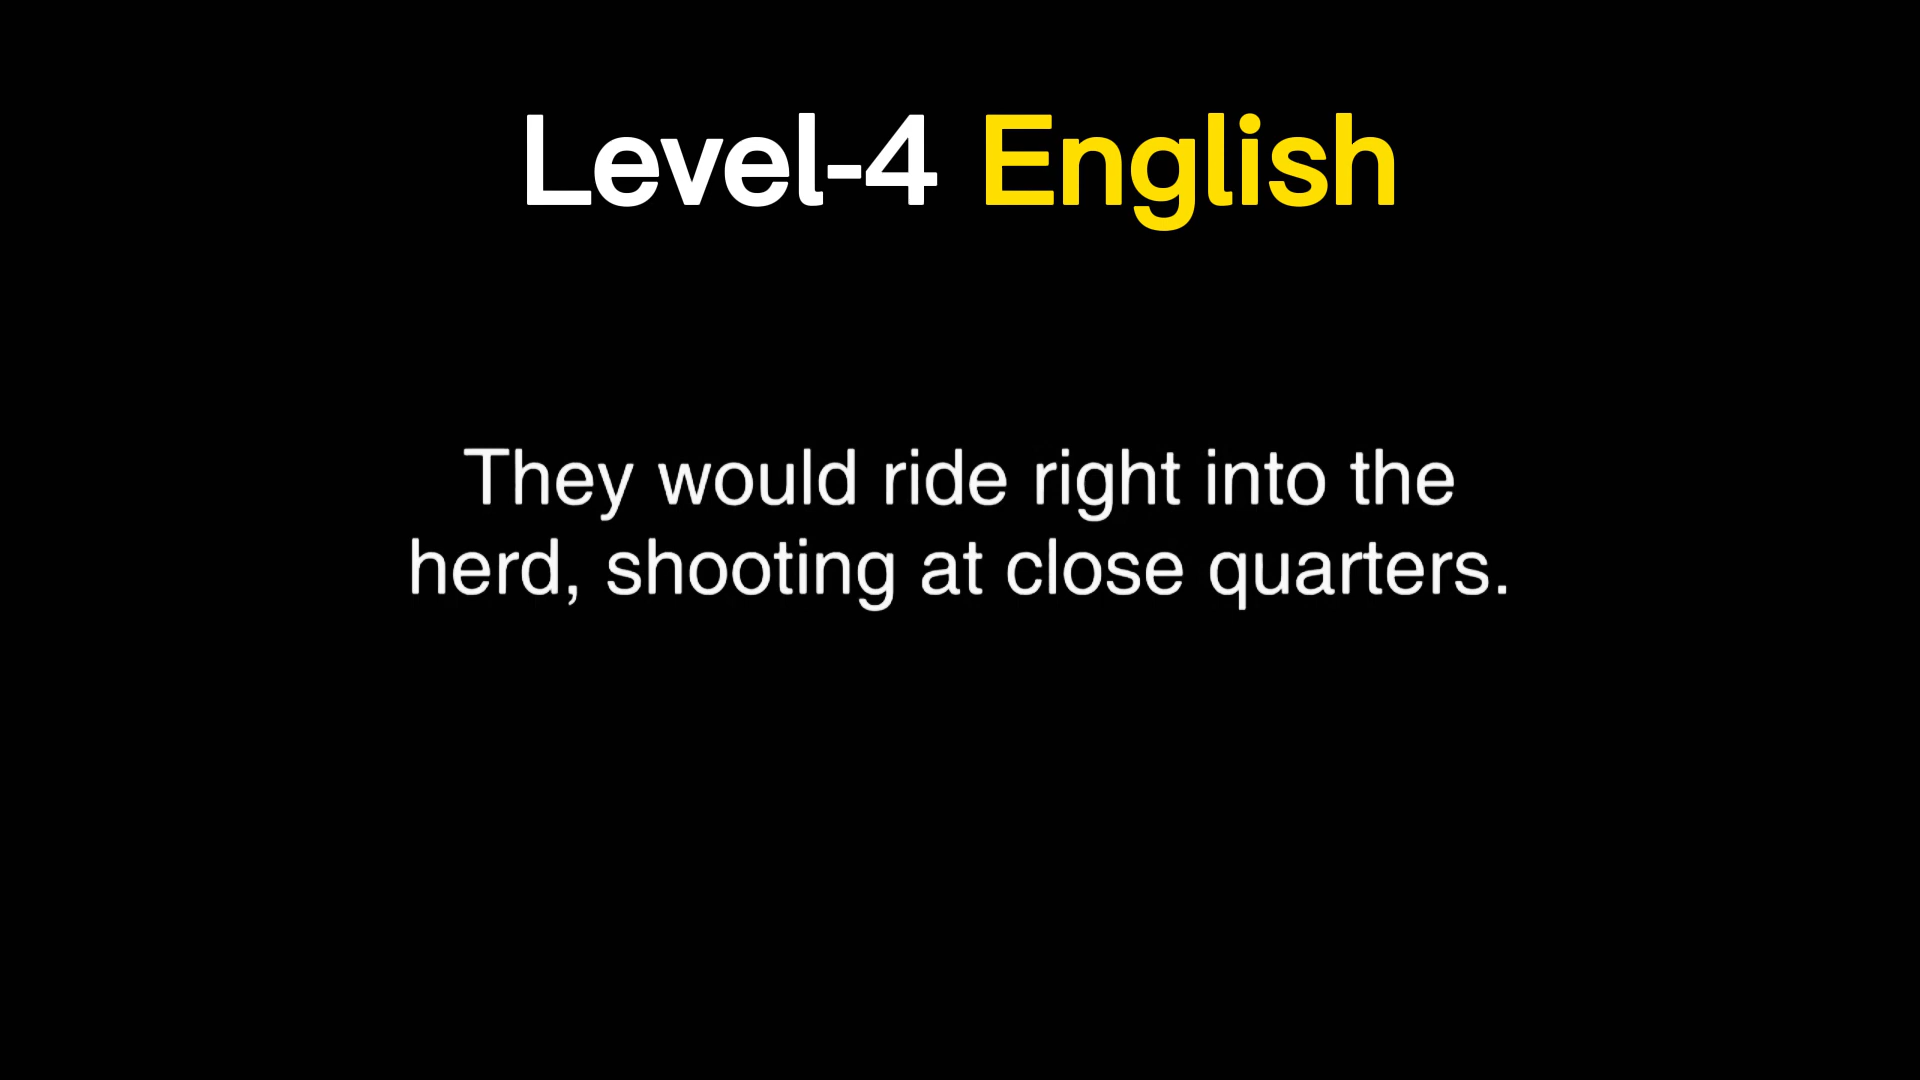 Level-4 English
They would ride right into the
herd, shooting at close quarters.